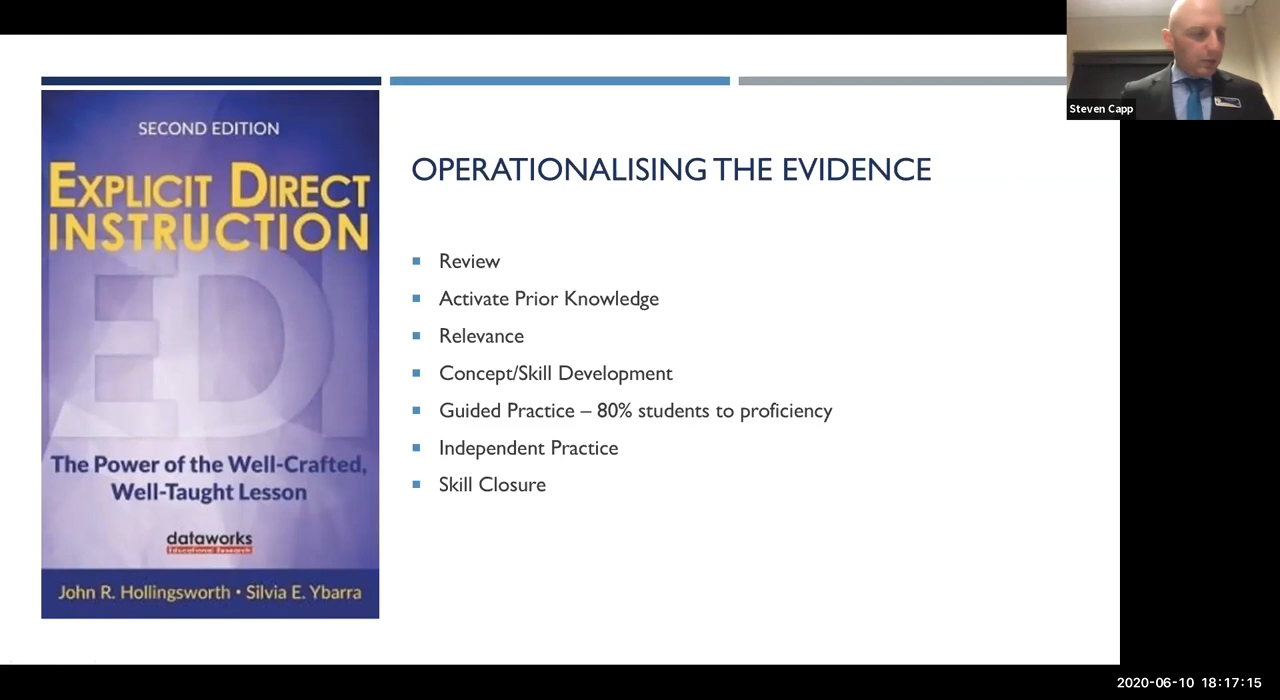 SECOND EDITION
EXPLICIT DIRECT
INSTRUCTION
EDI
The Power of the Well-Crafted,
Well-Taught Lesson
dataworks
Educational Research
John R. Hollingsworth • Silvia E. Ybarra
OPERATIONALISING THE EVIDENCE
Review
Activate Prior Knowledge
Relevance
Concept/Skill Development
Guided Practice – 80% students to proficiency
Independent Practice
Skill Closure
Steven Capp
2020-06-10 18:17:15